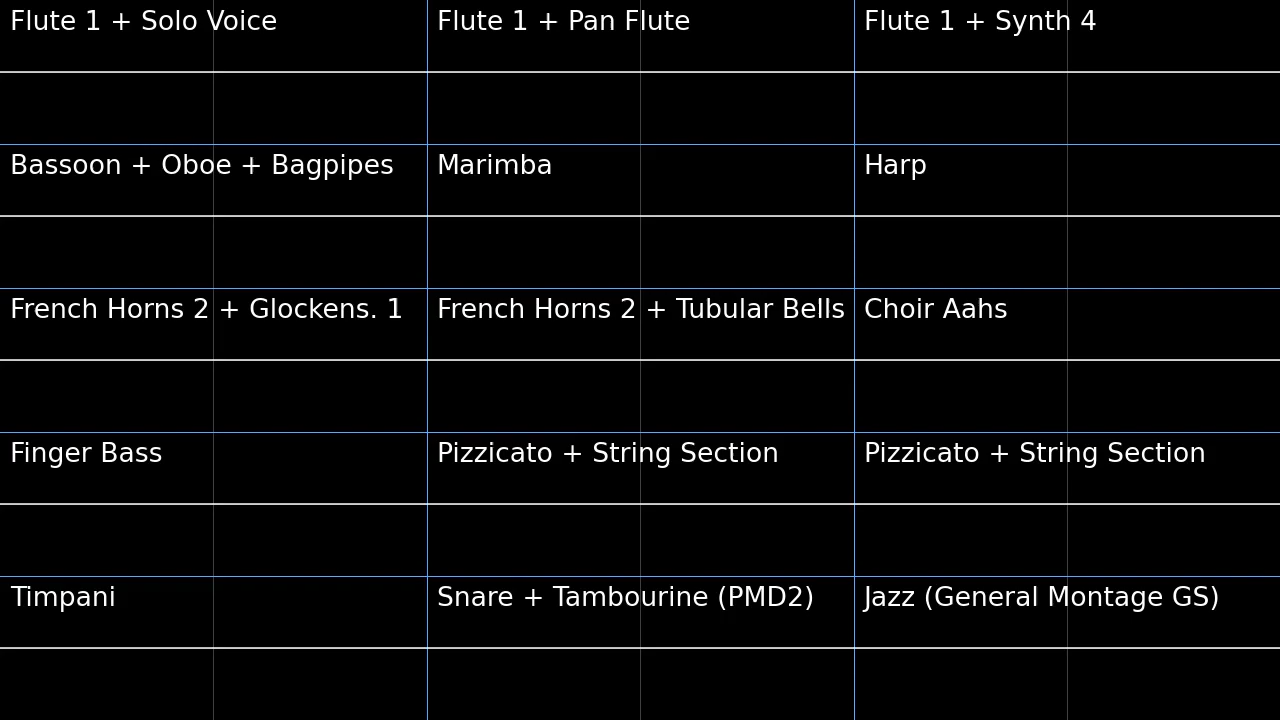 Flute 1 + Solo Voice
Flute 1 + Pan Flute
Flute 1 + Synth 4
Bassoon + Oboe + Bagpipes
Marimba
Harp
French Horns 2 + Glockens. 1
French Horns 2 + Tubular Bells
Choir Aahs
Finger Bass
Pizzicato + String Section
Pizzicato + String Section
Timpani
Snare + Tambourine (PMD2)
Jazz (General Montage GS)